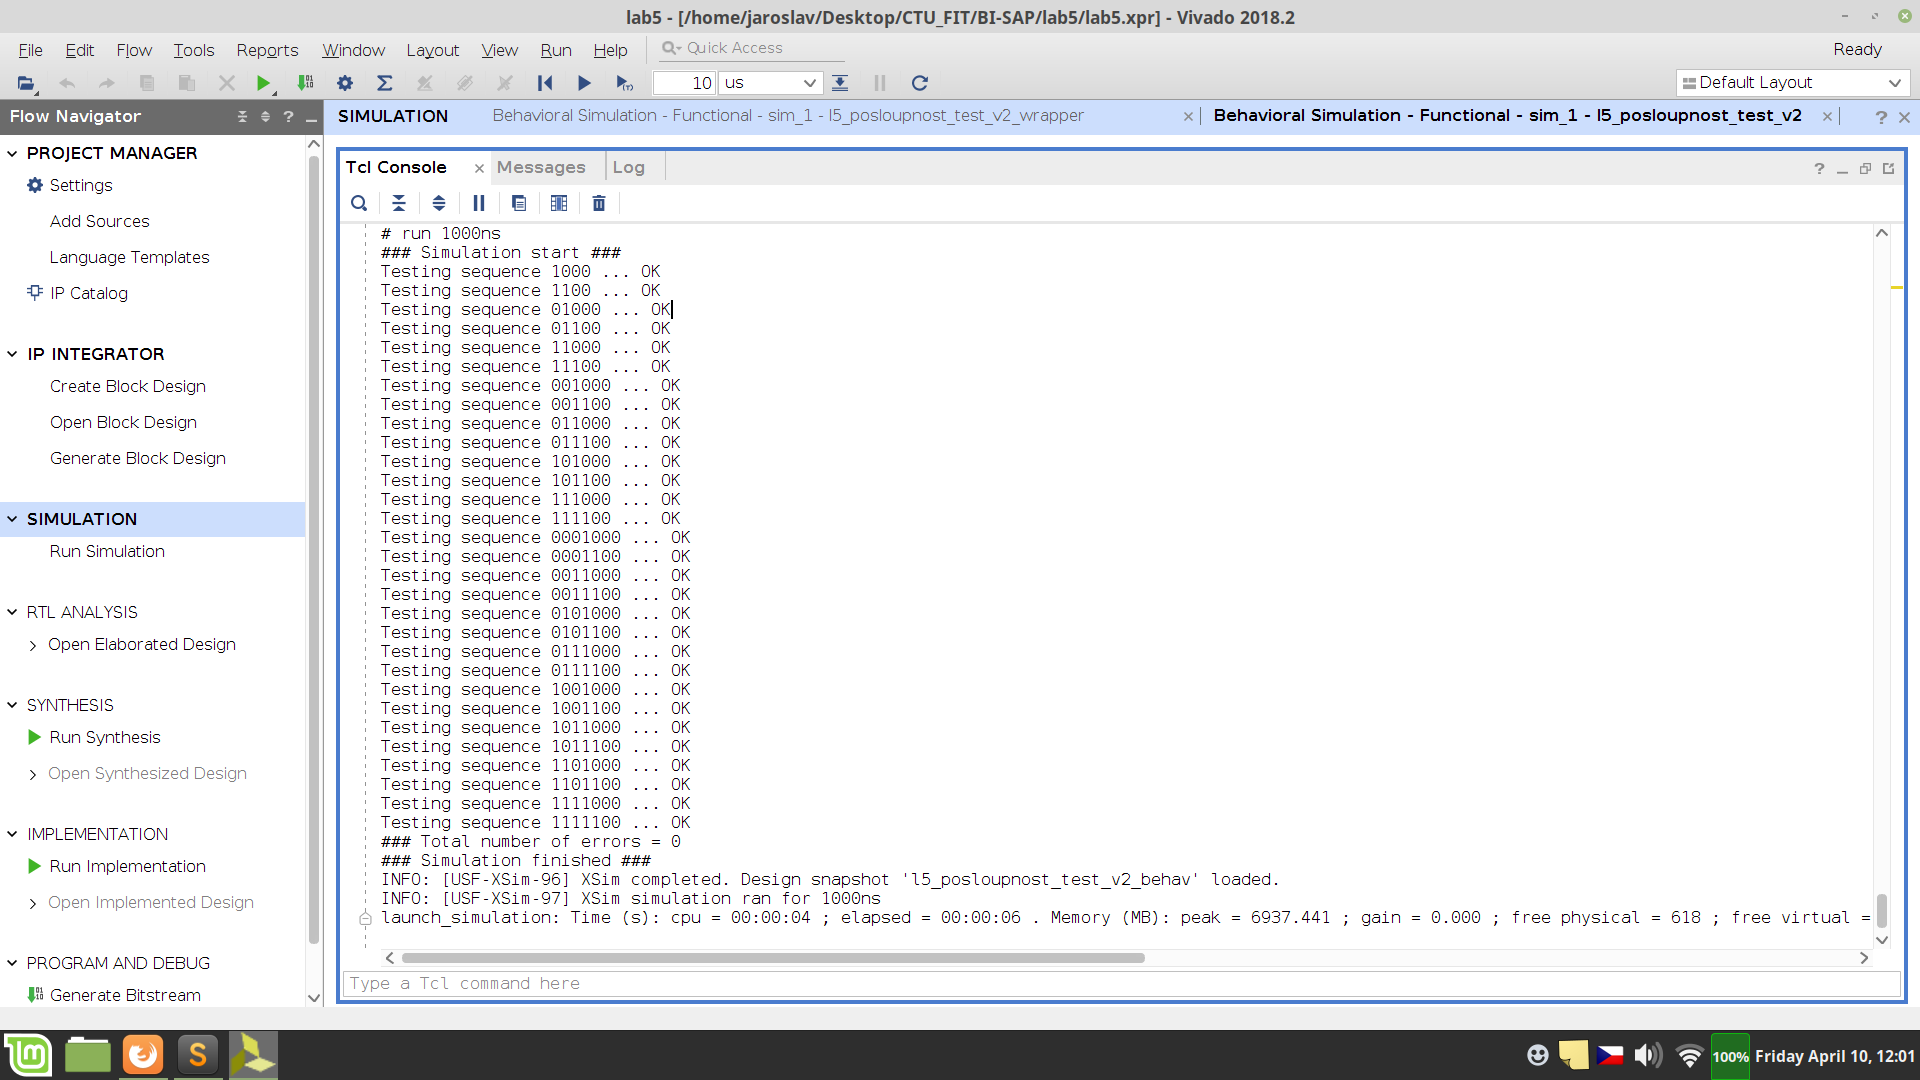 lab5 - [/home/jaroslav/Desktop/CTU_FIT/BI-SAP/lab5/lab5.xpr] - Vivado 2018.2
File Edit Flow Tools Reports Window Layout View Run Help Quick Access Ready
10 us Default Layout
Flow Navigator
SIMULATION Behavioral Simulation - Functional - sim_1 - l5_posloupnost_test_v2_wrapper Behavioral Simulation - Functional - sim_1 - l5_posloupnost_test_v2
PROJECT MANAGER
Settings
Add Sources
Language Templates
IP Catalog
IP INTEGRATOR
Create Block Design
Open Block Design
Generate Block Design
SIMULATION
Run Simulation
RTL ANALYSIS
Open Elaborated Design
SYNTHESIS
Run Synthesis
Open Synthesized Design
IMPLEMENTATION
Run Implementation
Open Implemented Design
PROGRAM AND DEBUG
Generate Bitstream
Tcl Console Messages Log
# run 1000ns
### Simulation start ###
Testing sequence 1000 ... OK
Testing sequence 1100 ... OK
Testing sequence 01000 ... OK
Testing sequence 01100 ... OK
Testing sequence 11000 ... OK
Testing sequence 11100 ... OK
Testing sequence 001000 ... OK
Testing sequence 001100 ... OK
Testing sequence 011000 ... OK
Testing sequence 011100 ... OK
Testing sequence 101000 ... OK
Testing sequence 101100 ... OK
Testing sequence 111000 ... OK
Testing sequence 111100 ... OK
Testing sequence 0001000 ... OK
Testing sequence 0001100 ... OK
Testing sequence 0011000 ... OK
Testing sequence 0011100 ... OK
Testing sequence 0101000 ... OK
Testing sequence 0101100 ... OK
Testing sequence 0111000 ... OK
Testing sequence 0111100 ... OK
Testing sequence 1001000 ... OK
Testing sequence 1001100 ... OK
Testing sequence 1011000 ... OK
Testing sequence 1011100 ... OK
Testing sequence 1101000 ... OK
Testing sequence 1101100 ... OK
Testing sequence 1111000 ... OK
Testing sequence 1111100 ... OK
### Total number of errors = 0
### Simulation finished ###
INFO: [USF-XSim-96] XSim completed. Design snapshot 'l5_posloupnost_test_v2_behav' loaded.
INFO: [USF-XSim-97] XSim simulation ran for 1000ns
launch_simulation: Time (s): cpu = 00:00:04 ; elapsed = 00:00:06 . Memory (MB): peak = 6937.441 ; gain = 0.000 ; free physical = 618 ; free virtual =
Type a Tcl command here
100% Friday April 10, 12:01